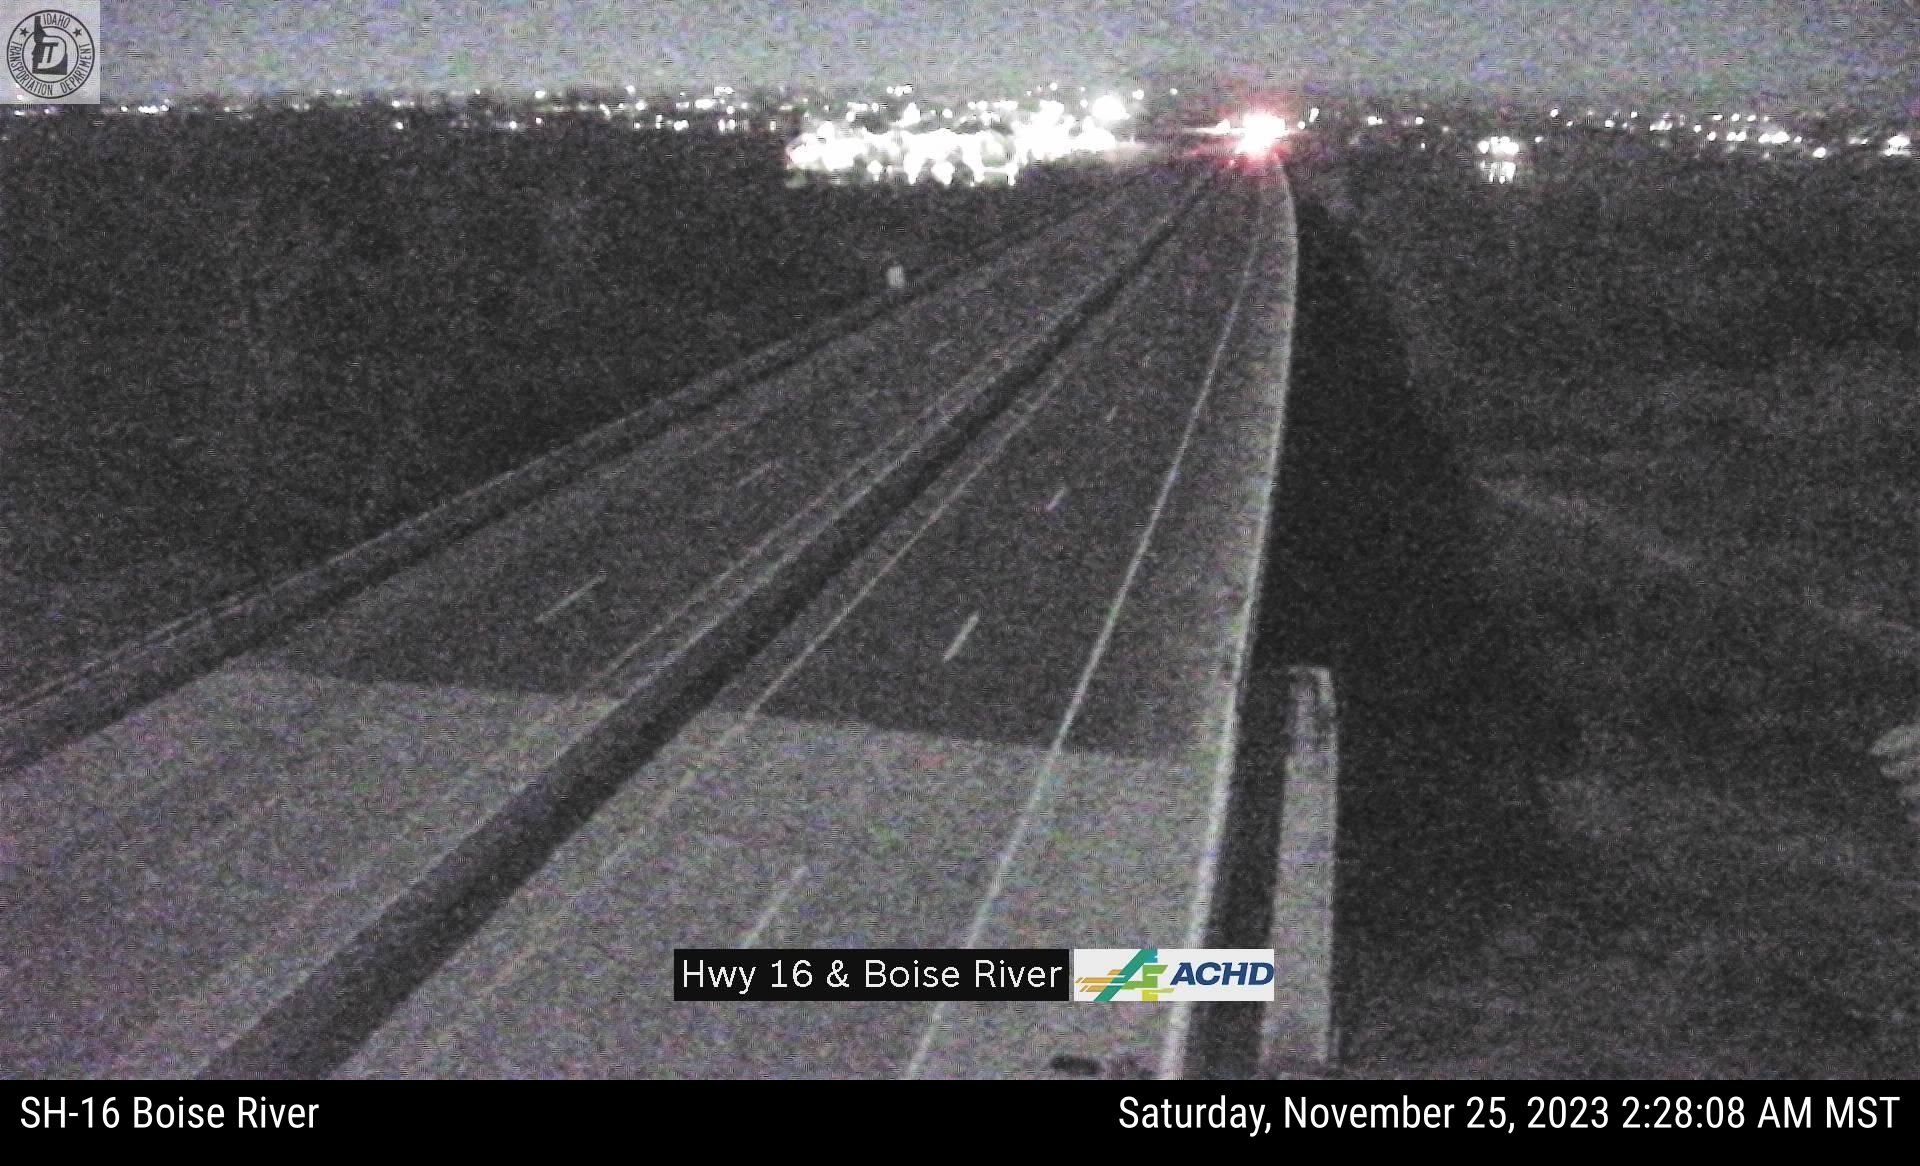 IDAHO
TRANSPORTATION DEPARTMENT
Hwy 16 & Boise River
ACHD
SH-16 Boise River
Saturday, November 25, 2023 2:28:08 AM MST